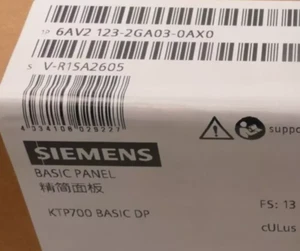 1P 6AV2 123-2GA03-0AX0
S V-R1SA2605
SIEMENS
BASIC PANEL
精简面板
KTP700 BASIC DP
suppo
FS: 13
cULus